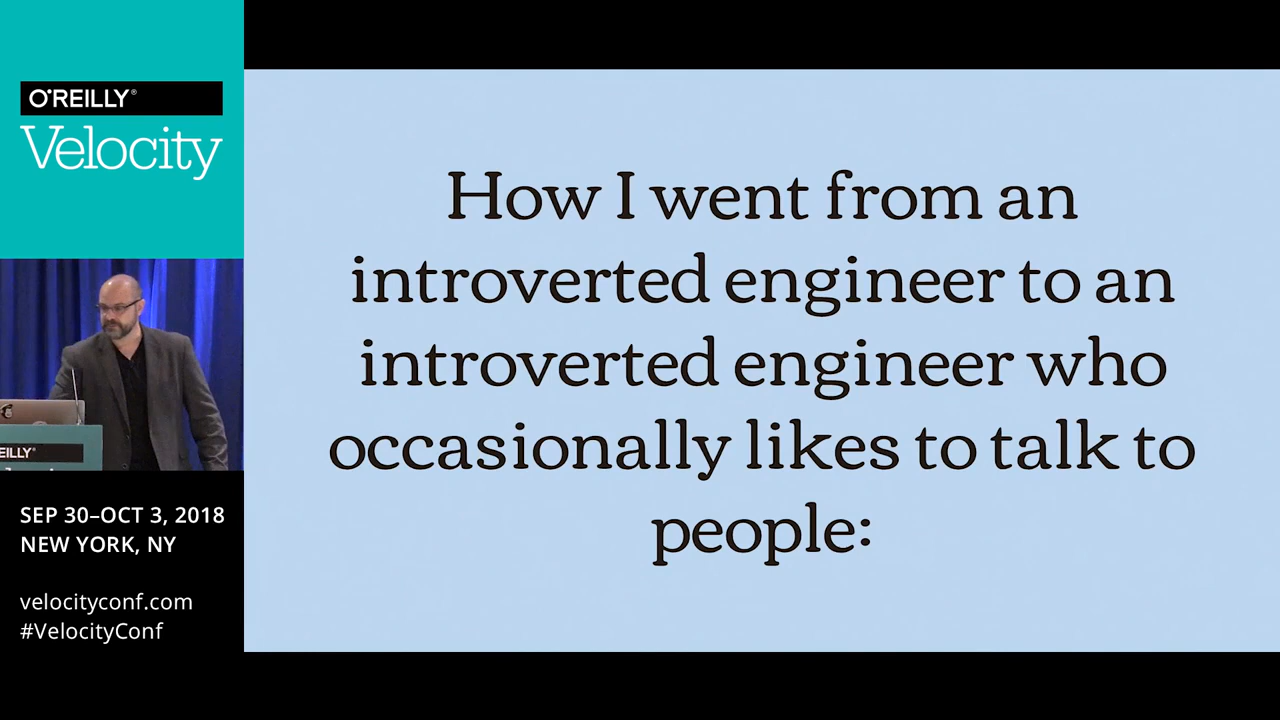 O'REILLY®
Velocity
How I went from an
introverted engineer to an
introverted engineer who
occasionally likes to talk to
people:
EILLY®
SEP 30–OCT 3, 2018
NEW YORK, NY
velocityconf.com
#VelocityConf